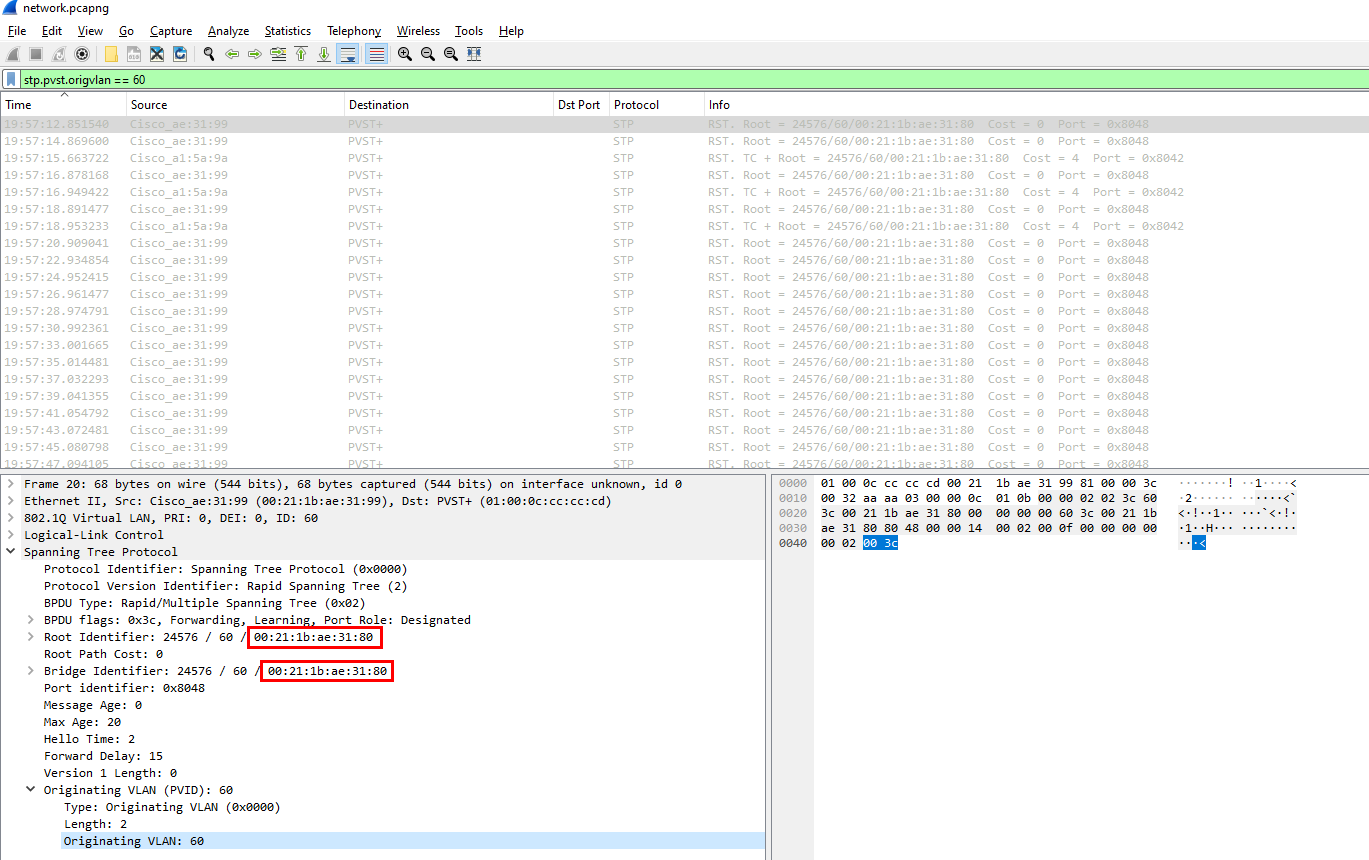 network.pcapng
File Edit View Go Capture Analyze Statistics Telephony Wireless Tools Help
stp.pvst.origvlan == 60
Time Source Destination Dst Port Protocol Info
19:57:12.851540 Cisco_ae:31:99 PVST+ STP RST. Root = 24576/60/00:21:1b:ae:31:80 Cost = 0 Port = 0x8048
19:57:14.869600 Cisco_ae:31:99 PVST+ STP RST. Root = 24576/60/00:21:1b:ae:31:80 Cost = 0 Port = 0x8048
19:57:15.663722 Cisco_a1:5a:9a PVST+ STP RST. TC + Root = 24576/60/00:21:1b:ae:31:80 Cost = 4 Port = 0x8042
19:57:16.878168 Cisco_ae:31:99 PVST+ STP RST. Root = 24576/60/00:21:1b:ae:31:80 Cost = 0 Port = 0x8048
19:57:16.949422 Cisco_a1:5a:9a PVST+ STP RST. TC + Root = 24576/60/00:21:1b:ae:31:80 Cost = 4 Port = 0x8042
19:57:18.891477 Cisco_ae:31:99 PVST+ STP RST. Root = 24576/60/00:21:1b:ae:31:80 Cost = 0 Port = 0x8048
19:57:18.953233 Cisco_a1:5a:9a PVST+ STP RST. TC + Root = 24576/60/00:21:1b:ae:31:80 Cost = 4 Port = 0x8042
19:57:20.909041 Cisco_ae:31:99 PVST+ STP RST. Root = 24576/60/00:21:1b:ae:31:80 Cost = 0 Port = 0x8048
19:57:22.934854 Cisco_ae:31:99 PVST+ STP RST. Root = 24576/60/00:21:1b:ae:31:80 Cost = 0 Port = 0x8048
19:57:24.952415 Cisco_ae:31:99 PVST+ STP RST. Root = 24576/60/00:21:1b:ae:31:80 Cost = 0 Port = 0x8048
19:57:26.961477 Cisco_ae:31:99 PVST+ STP RST. Root = 24576/60/00:21:1b:ae:31:80 Cost = 0 Port = 0x8048
19:57:28.974791 Cisco_ae:31:99 PVST+ STP RST. Root = 24576/60/00:21:1b:ae:31:80 Cost = 0 Port = 0x8048
19:57:30.992361 Cisco_ae:31:99 PVST+ STP RST. Root = 24576/60/00:21:1b:ae:31:80 Cost = 0 Port = 0x8048
19:57:33.001665 Cisco_ae:31:99 PVST+ STP RST. Root = 24576/60/00:21:1b:ae:31:80 Cost = 0 Port = 0x8048
19:57:35.014481 Cisco_ae:31:99 PVST+ STP RST. Root = 24576/60/00:21:1b:ae:31:80 Cost = 0 Port = 0x8048
19:57:37.032293 Cisco_ae:31:99 PVST+ STP RST. Root = 24576/60/00:21:1b:ae:31:80 Cost = 0 Port = 0x8048
19:57:39.041355 Cisco_ae:31:99 PVST+ STP RST. Root = 24576/60/00:21:1b:ae:31:80 Cost = 0 Port = 0x8048
19:57:41.054792 Cisco_ae:31:99 PVST+ STP RST. Root = 24576/60/00:21:1b:ae:31:80 Cost = 0 Port = 0x8048
19:57:43.072481 Cisco_ae:31:99 PVST+ STP RST. Root = 24576/60/00:21:1b:ae:31:80 Cost = 0 Port = 0x8048
19:57:45.080798 Cisco_ae:31:99 PVST+ STP RST. Root = 24576/60/00:21:1b:ae:31:80 Cost = 0 Port = 0x8048
19:57:47.094105 Cisco_ae:31:99 PVST+ STP RST. Root = 24576/60/00:21:1b:ae:31:80 Cost = 0 Port = 0x8048
Frame 20: 68 bytes on wire (544 bits), 68 bytes captured (544 bits) on interface unknown, id 0
Ethernet II, Src: Cisco_ae:31:99 (00:21:1b:ae:31:99), Dst: PVST+ (01:00:0c:cc:cc:cd)
802.1Q Virtual LAN, PRI: 0, DEI: 0, ID: 60
Logical-Link Control
Spanning Tree Protocol
Protocol Identifier: Spanning Tree Protocol (0x0000)
Protocol Version Identifier: Rapid Spanning Tree (2)
BPDU Type: Rapid/Multiple Spanning Tree (0x02)
BPDU flags: 0x3c, Forwarding, Learning, Port Role: Designated
Root Identifier: 24576 / 60 / 00:21:1b:ae:31:80
Root Path Cost: 0
Bridge Identifier: 24576 / 60 / 00:21:1b:ae:31:80
Port identifier: 0x8048
Message Age: 0
Max Age: 20
Hello Time: 2
Forward Delay: 15
Version 1 Length: 0
Originating VLAN (PVID): 60
Type: Originating VLAN (0x0000)
Length: 2
Originating VLAN: 60
0000 01 00 0c cc cc cd 00 21 1b ae 31 99 81 00 00 3c ·······! ··1····<
0010 00 32 aa aa 03 00 00 0c 01 0b 00 00 02 02 3c 60 ·2······ ······<`
0020 3c 00 21 1b ae 31 80 00 00 00 00 60 3c 00 21 1b <·!··1·· ···`<·!·
0030 ae 31 80 80 48 00 00 14 00 02 00 0f 00 00 00 00 ·1··H··· ········
0040 00 02 00 3c ···<